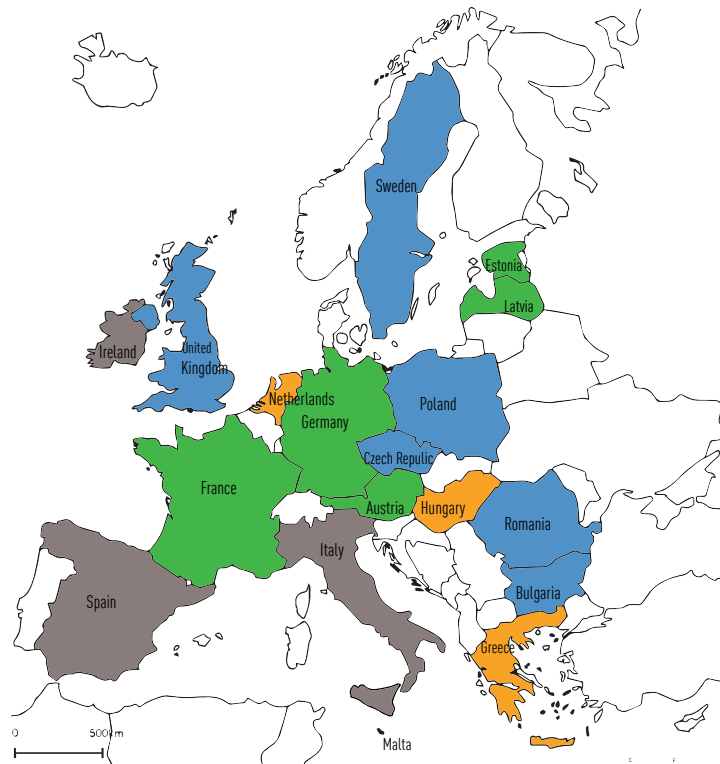 Sweden
Estonia
Latvia
United
Kingdom
Ireland
Netherlands
Germany
Poland
Czech Repulic
France
Austria
Hungary
Romania
Italy
Bulgaria
Spain
Greece
0
500km
Malta